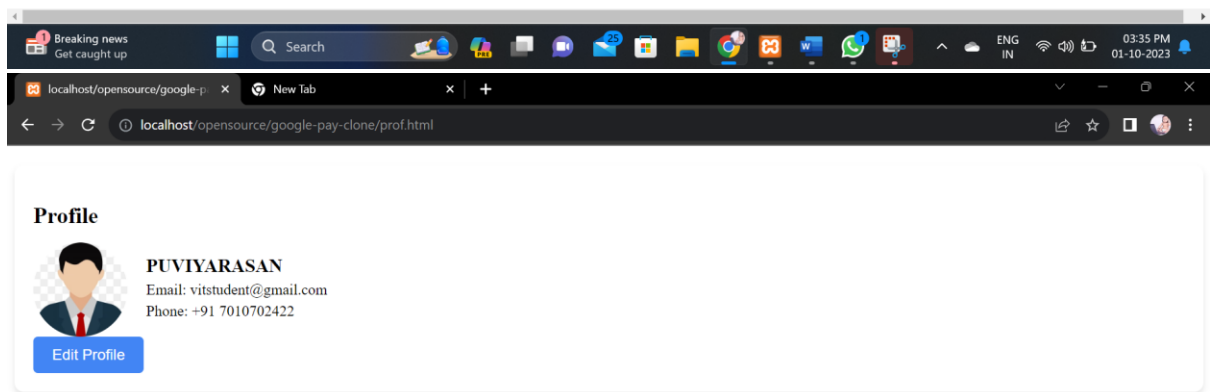 1
Breaking news
Get caught up
Search
PRE
25
1
ENG
IN
03:35 PM
01-10-2023
localhost/opensource/google-p
New Tab
localhost/opensource/google-pay-clone/prof.html
Profile
PUVIYARASAN
Email: vitstudent@gmail.com
Phone: +91 7010702422
Edit Profile